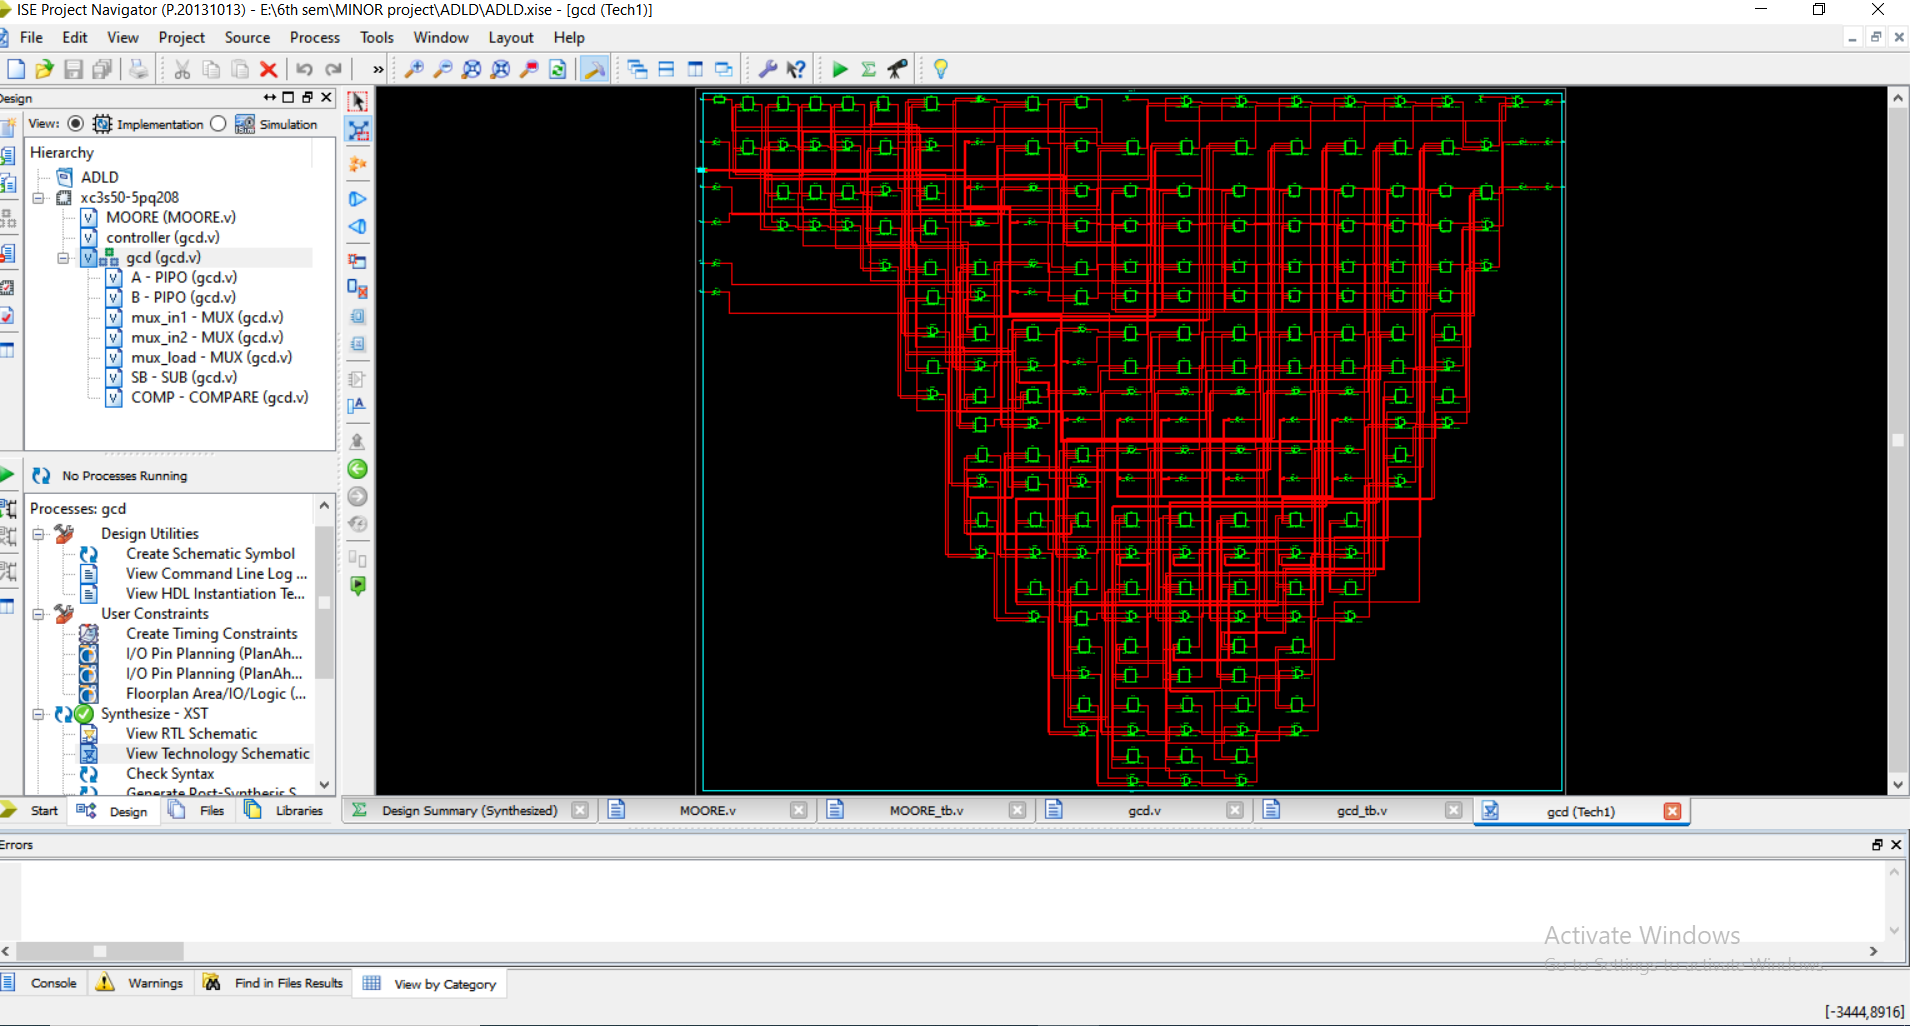 ISE Project Navigator (P.20131013) - E:\6th sem\MINOR project\ADLD\ADLD.xise - [gcd (Tech1)]
File Edit View Project Source Process Tools Window Layout Help
Design
View: Implementation Simulation
Hierarchy
ADLD
xc3s50-5pq208
MOORE (MOORE.v)
controller (gcd.v)
gcd (gcd.v)
A - PIPO (gcd.v)
B - PIPO (gcd.v)
mux_in1 - MUX (gcd.v)
mux_in2 - MUX (gcd.v)
mux_load - MUX (gcd.v)
SB - SUB (gcd.v)
COMP - COMPARE (gcd.v)
No Processes Running
Processes: gcd
Design Utilities
Create Schematic Symbol
View Command Line Log ...
View HDL Instantiation Te...
User Constraints
Create Timing Constraints
I/O Pin Planning (PlanAh...
I/O Pin Planning (PlanAh...
Floorplan Area/IO/Logic (...
Synthesize - XST
View RTL Schematic
View Technology Schematic
Check Syntax
Generate Post-Synthesis S
Start Design Files Libraries
Design Summary (Synthesized) MOORE.v MOORE_tb.v gcd.v gcd_tb.v gcd (Tech1)
Errors
Activate Windows
Go to Settings to activate Windows.
Console Warnings Find in Files Results View by Category
[-3444,8916]